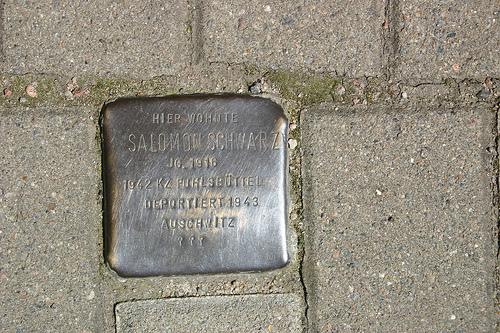 HIER WOHNTE
SALOMON SCHWARZ
JG. 1916
1942 KZ FUHLSBÜTTEL
DEPORTIERT 1943
AUSCHWITZ
???